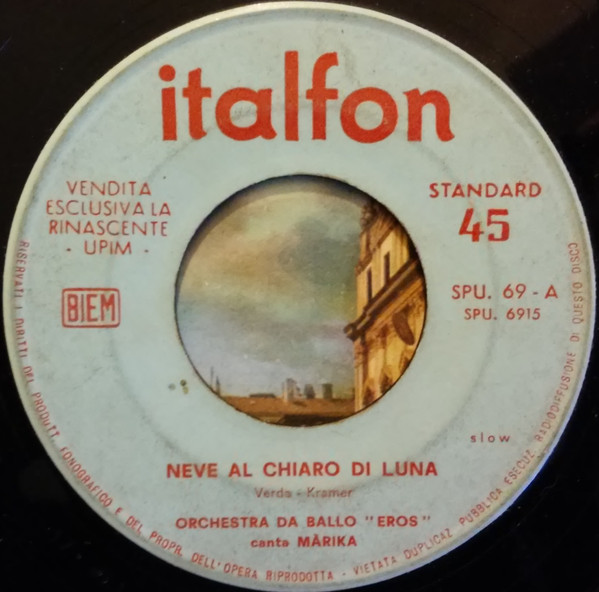 italfon
VENDITA
ESCLUSIVA LA
RINASCENTE
- UPIM -
BIEM
STANDARD
45
SPU. 69 - A
SPU. 6915
slow
NEVE AL CHIARO DI LUNA
Verda - Kramer
ORCHESTRA DA BALLO "EROS"
canta MÄRIKA
RISERVATI I DIRITTI DEL PRODUTT. FONOGRAFICO E DEL PROPR. DELL'OPERA RIPRODOTTA - VIETATA DUPLICAZ. PUBBLICA ESECUZ. RADIODIFFUSIONE DI QUESTO DISCO